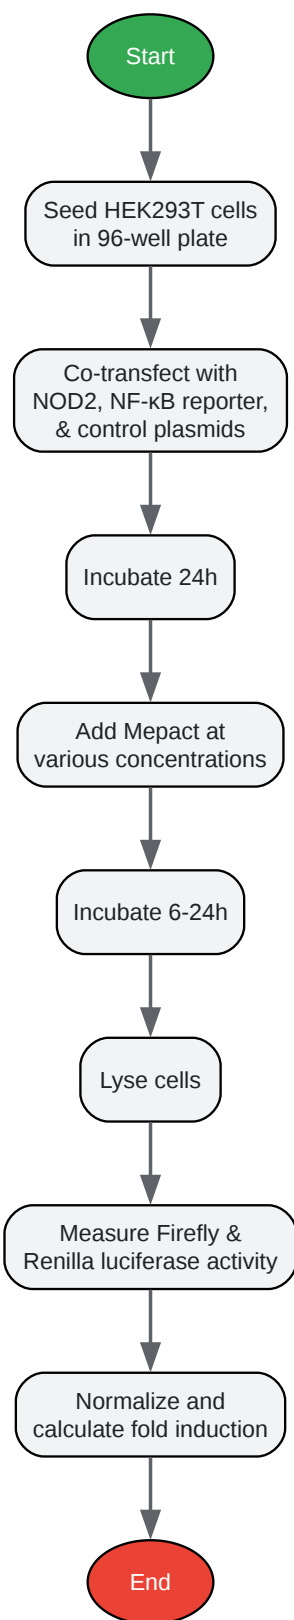 Start
Seed HEK293T cells
in 96-well plate
Co-transfect with
NOD2, NF-κB reporter,
& control plasmids
Incubate 24h
Add Mepact at
various concentrations
Incubate 6-24h
Lyse cells
Measure Firefly &
Renilla luciferase activity
Normalize and
calculate fold induction
End